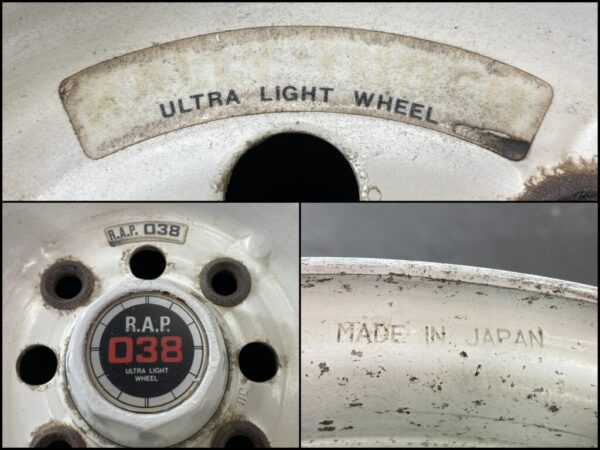 ULTRA LIGHT WHEEL
R.A.P. 038
R.A.P.
038
ULTRA LIGHT
WHEEL
MADE IN JAPAN